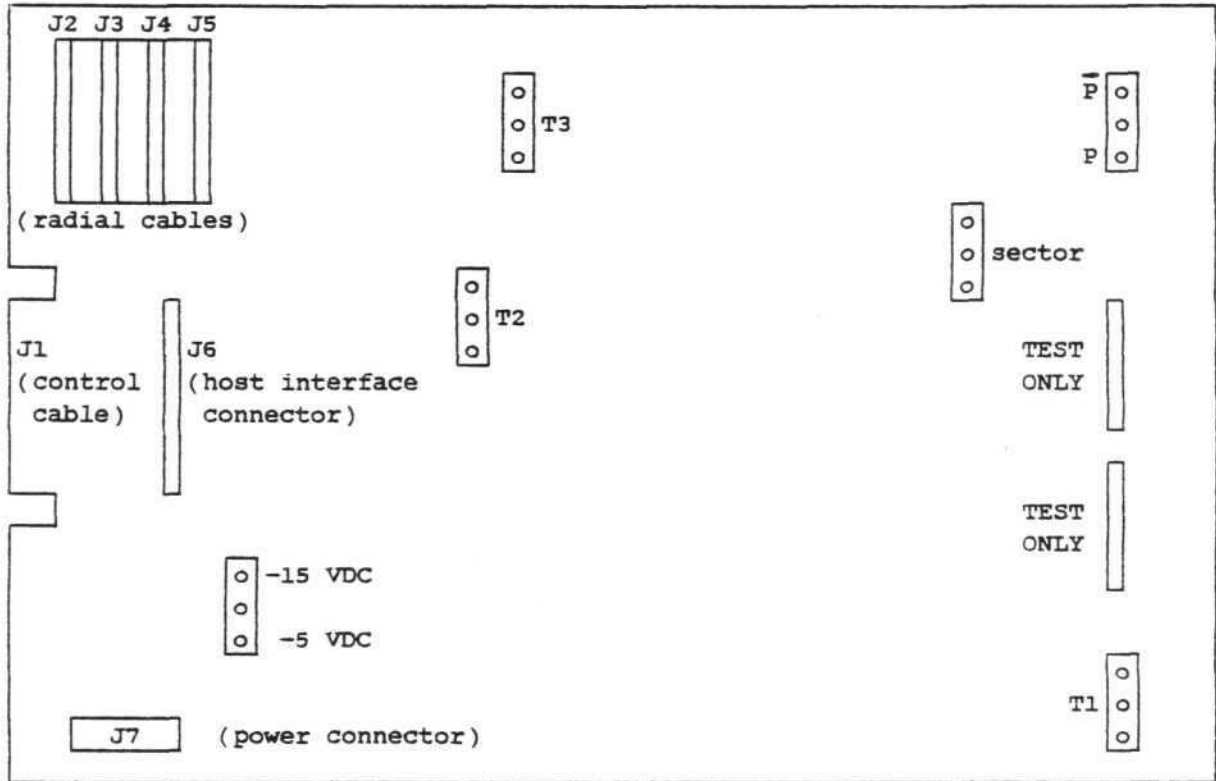 J2 J3 J4 J5
P̅
T3
P
(radial cables)
sector
T2
J1
(control
cable)
J6
(host interface
connector)
TEST
ONLY
TEST
ONLY
-15 VDC
-5 VDC
T1
J7
(power connector)